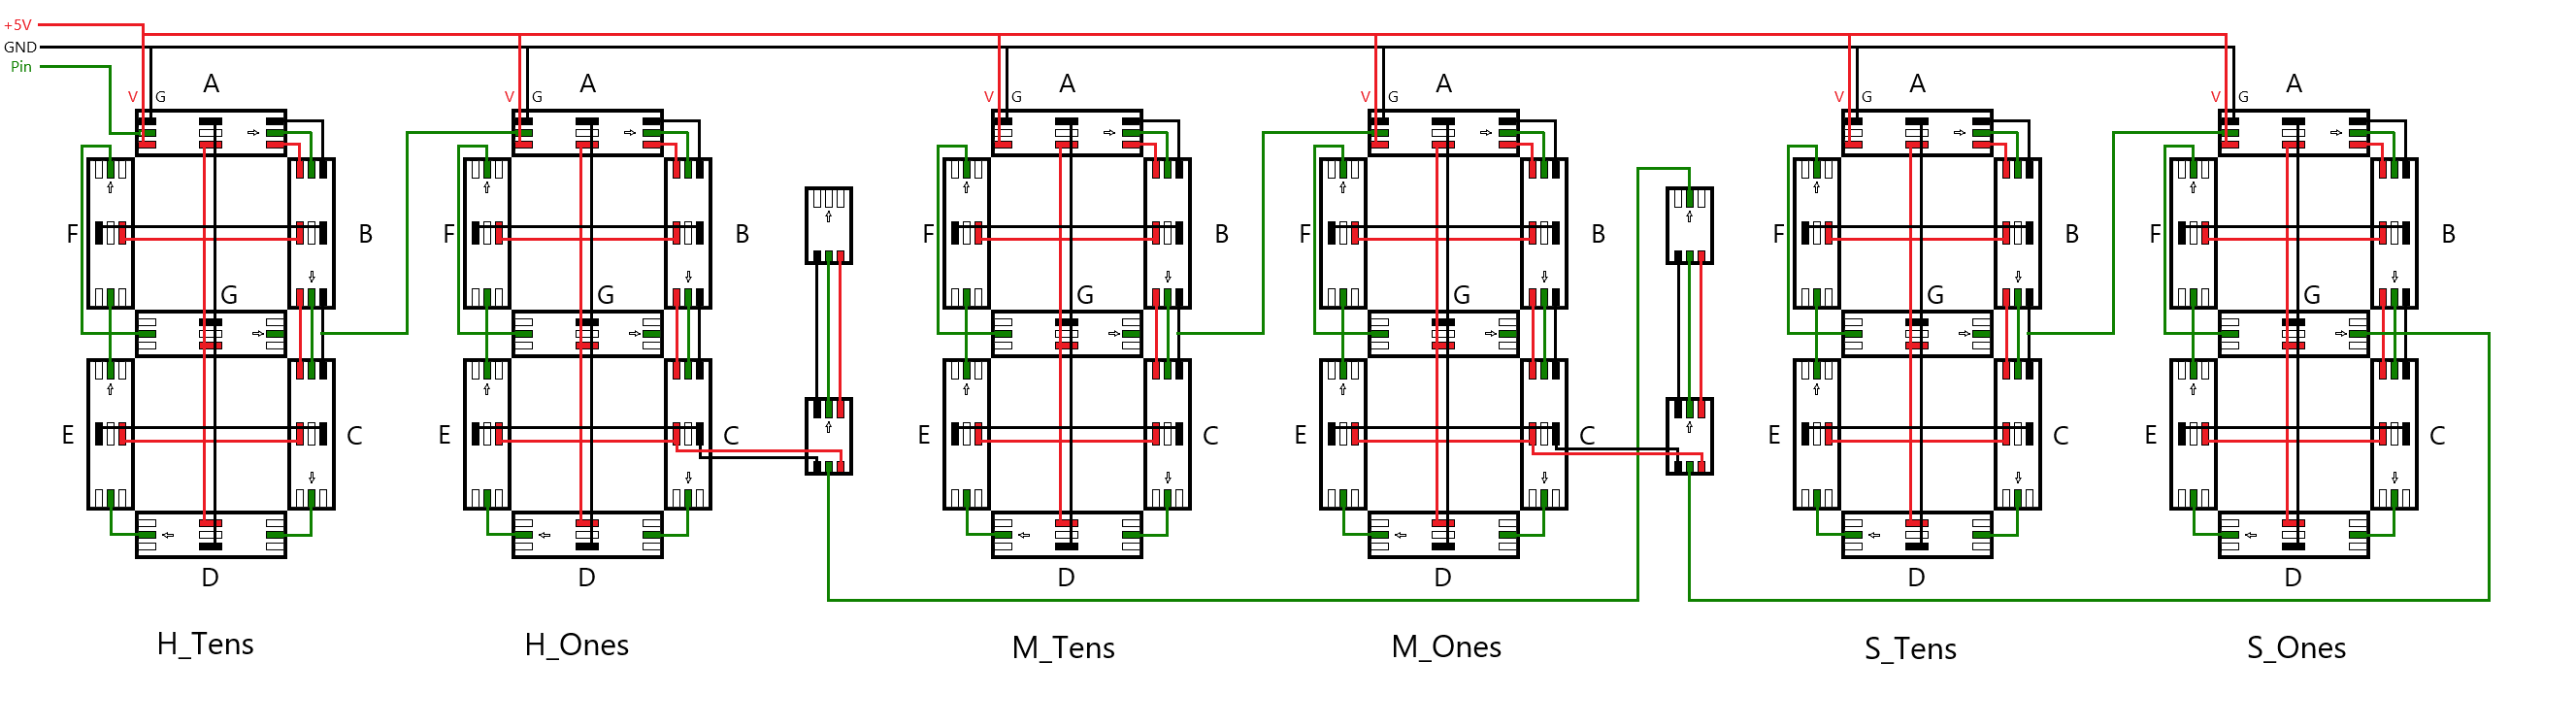 +5V
GND
Pin
A A A A A A
V G V G V G V G V G V G
F B F B F B F B F B F B
G G G G G G
E C E C E C E C E C E C
D D D D D D
H_Tens H_Ones M_Tens M_Ones S_Tens S_Ones